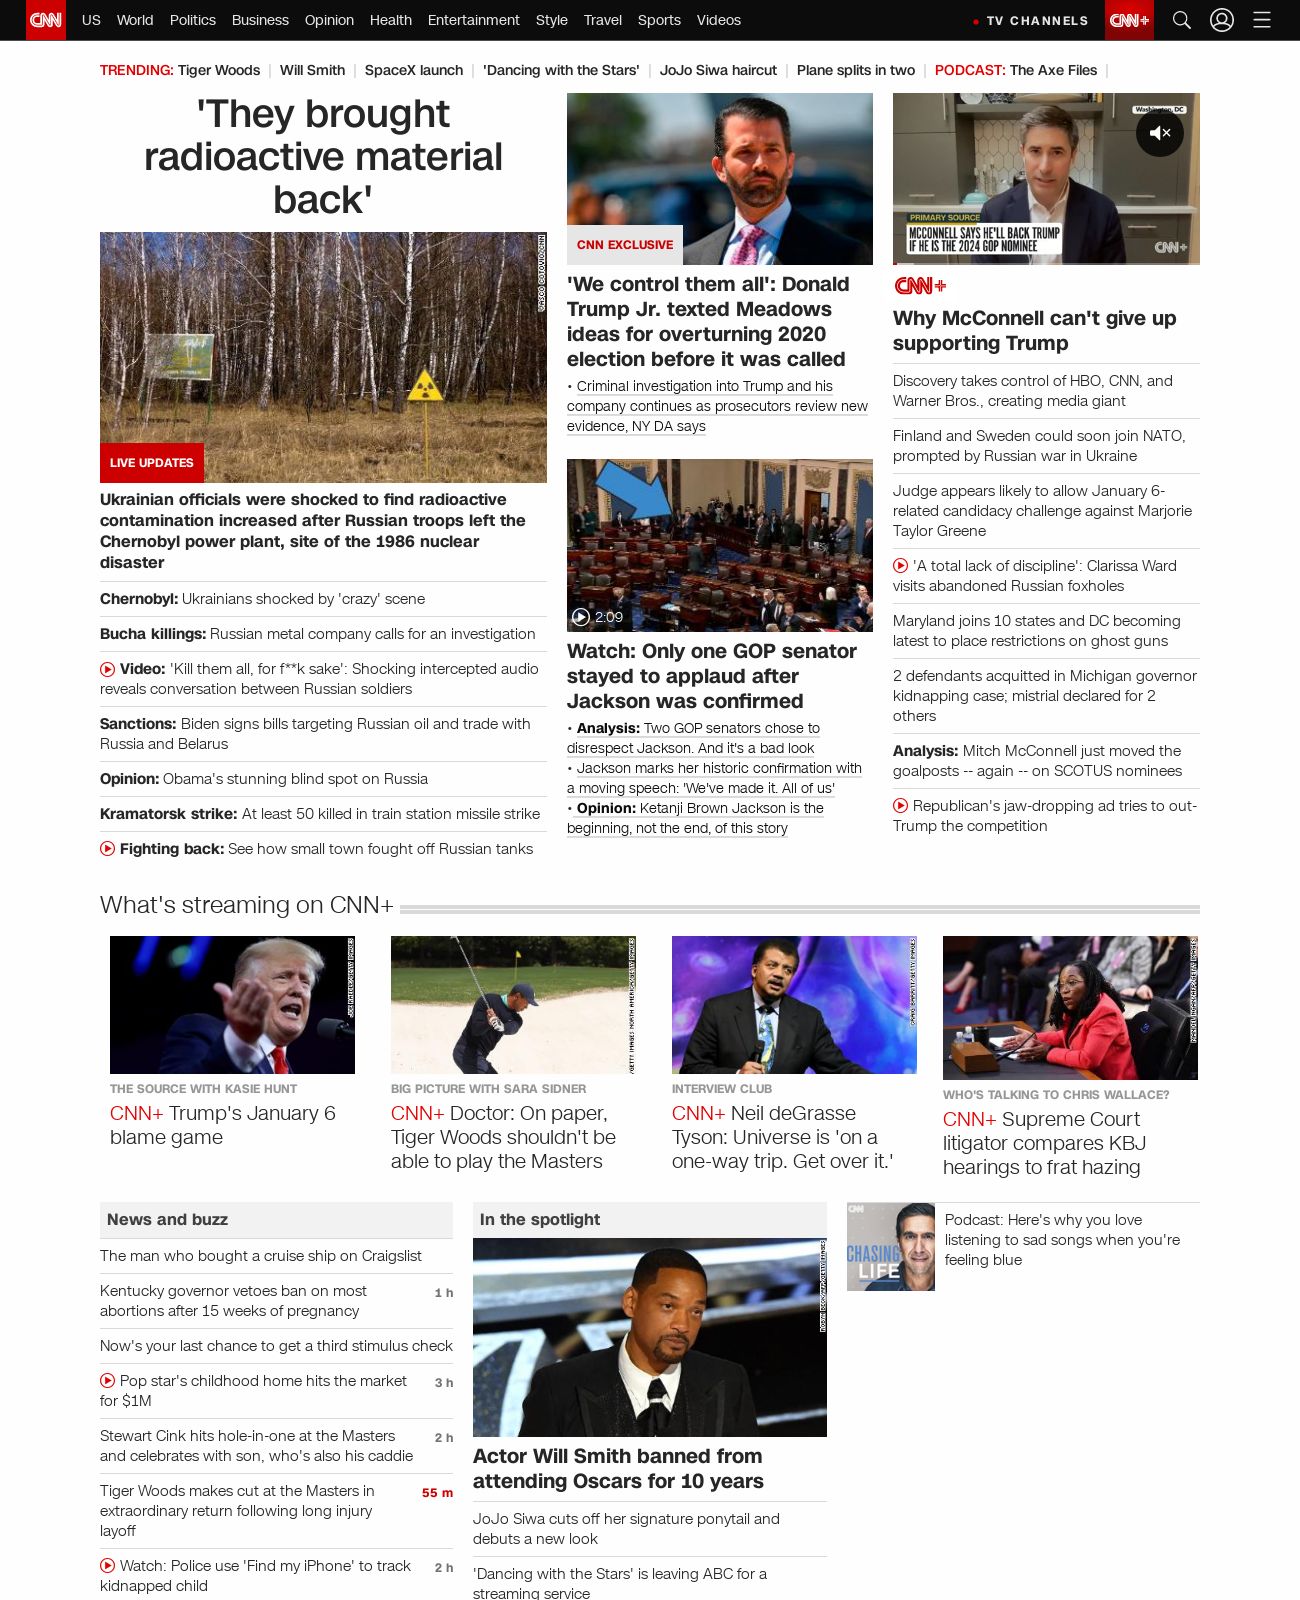 CNN US World Politics Business Opinion Health Entertainment Style Travel Sports Videos
• TV CHANNELS CNN+
TRENDING: Tiger Woods | Will Smith | SpaceX launch | 'Dancing with the Stars' | JoJo Siwa haircut | Plane splits in two | PODCAST: The Axe Files |
'They brought
radioactive material
back'
LIVE UPDATES
Ukrainian officials were shocked to find radioactive
contamination increased after Russian troops left the
Chernobyl power plant, site of the 1986 nuclear
disaster
Chernobyl: Ukrainians shocked by 'crazy' scene
Bucha killings: Russian metal company calls for an investigation
Video: 'Kill them all, for f**k sake': Shocking intercepted audio
reveals conversation between Russian soldiers
Sanctions: Biden signs bills targeting Russian oil and trade with
Russia and Belarus
Opinion: Obama's stunning blind spot on Russia
Kramatorsk strike: At least 50 killed in train station missile strike
Fighting back: See how small town fought off Russian tanks
CNN EXCLUSIVE
'We control them all': Donald
Trump Jr. texted Meadows
ideas for overturning 2020
election before it was called
• Criminal investigation into Trump and his
company continues as prosecutors review new
evidence, NY DA says
2:09
Watch: Only one GOP senator
stayed to applaud after
Jackson was confirmed
• Analysis: Two GOP senators chose to
disrespect Jackson. And it's a bad look
• Jackson marks her historic confirmation with
a moving speech: 'We've made it. All of us'
• Opinion: Ketanji Brown Jackson is the
beginning, not the end, of this story
Washington, DC
PRIMARY SOURCE
MCCONNELL SAYS HE'LL BACK TRUMP
IF HE IS THE 2024 GOP NOMINEE
CNN+
CNN+
Why McConnell can't give up
supporting Trump
Discovery takes control of HBO, CNN, and
Warner Bros., creating media giant
Finland and Sweden could soon join NATO,
prompted by Russian war in Ukraine
Judge appears likely to allow January 6-
related candidacy challenge against Marjorie
Taylor Greene
'A total lack of discipline': Clarissa Ward
visits abandoned Russian foxholes
Maryland joins 10 states and DC becoming
latest to place restrictions on ghost guns
2 defendants acquitted in Michigan governor
kidnapping case; mistrial declared for 2
others
Analysis: Mitch McConnell just moved the
goalposts -- again -- on SCOTUS nominees
Republican's jaw-dropping ad tries to out-
Trump the competition
What's streaming on CNN+
THE SOURCE WITH KASIE HUNT
CNN+ Trump's January 6
blame game
BIG PICTURE WITH SARA SIDNER
CNN+ Doctor: On paper,
Tiger Woods shouldn't be
able to play the Masters
INTERVIEW CLUB
CNN+ Neil deGrasse
Tyson: Universe is 'on a
one-way trip. Get over it.'
WHO'S TALKING TO CHRIS WALLACE?
CNN+ Supreme Court
litigator compares KBJ
hearings to frat hazing
News and buzz
The man who bought a cruise ship on Craigslist
Kentucky governor vetoes ban on most 1 h
abortions after 15 weeks of pregnancy
Now's your last chance to get a third stimulus check
Pop star's childhood home hits the market 3 h
for $1M
Stewart Cink hits hole-in-one at the Masters 2 h
and celebrates with son, who's also his caddie
Tiger Woods makes cut at the Masters in 55 m
extraordinary return following long injury
layoff
Watch: Police use 'Find my iPhone' to track 2 h
kidnapped child
In the spotlight
Actor Will Smith banned from
attending Oscars for 10 years
JoJo Siwa cuts off her signature ponytail and
debuts a new look
'Dancing with the Stars' is leaving ABC for a
streaming service
CNN
CHASING
LIFE
Podcast: Here's why you love
listening to sad songs when you're
feeling blue